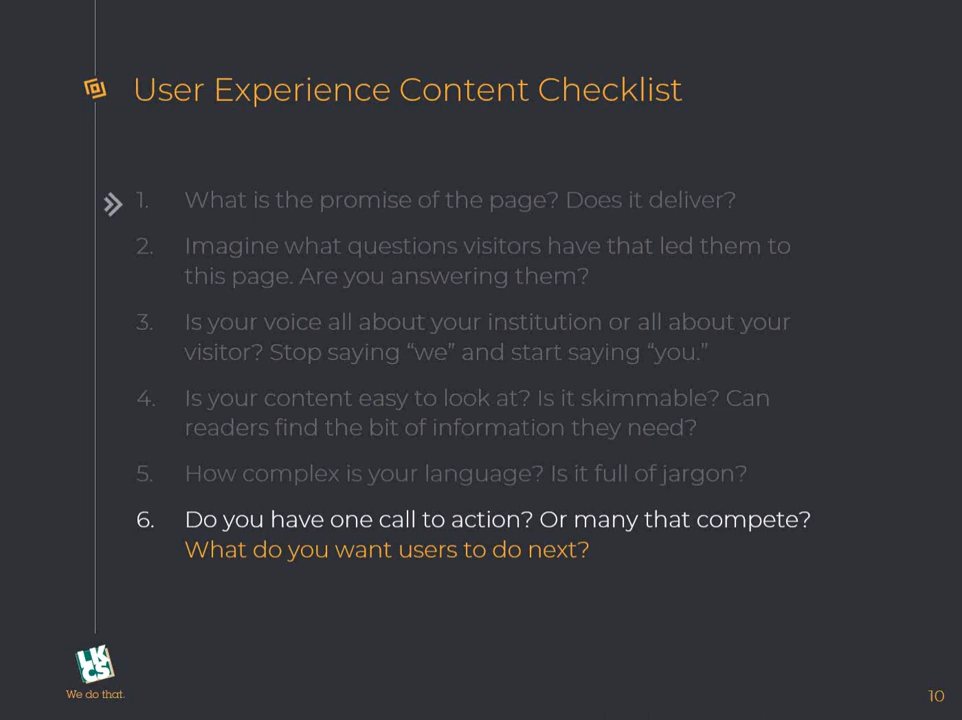 User Experience Content Checklist
1. What is the promise of the page? Does it deliver?
2. Imagine what questions visitors have that led them to
this page. Are you answering them?
3. Is your voice all about your institution or all about your
visitor? Stop saying “we” and start saying “you.”
4. Is your content easy to look at? Is it skimmable? Can
readers find the bit of information they need?
5. How complex is your language? Is it full of jargon?
6. Do you have one call to action? Or many that compete?
What do you want users to do next?
LK
CS
We do that.
10